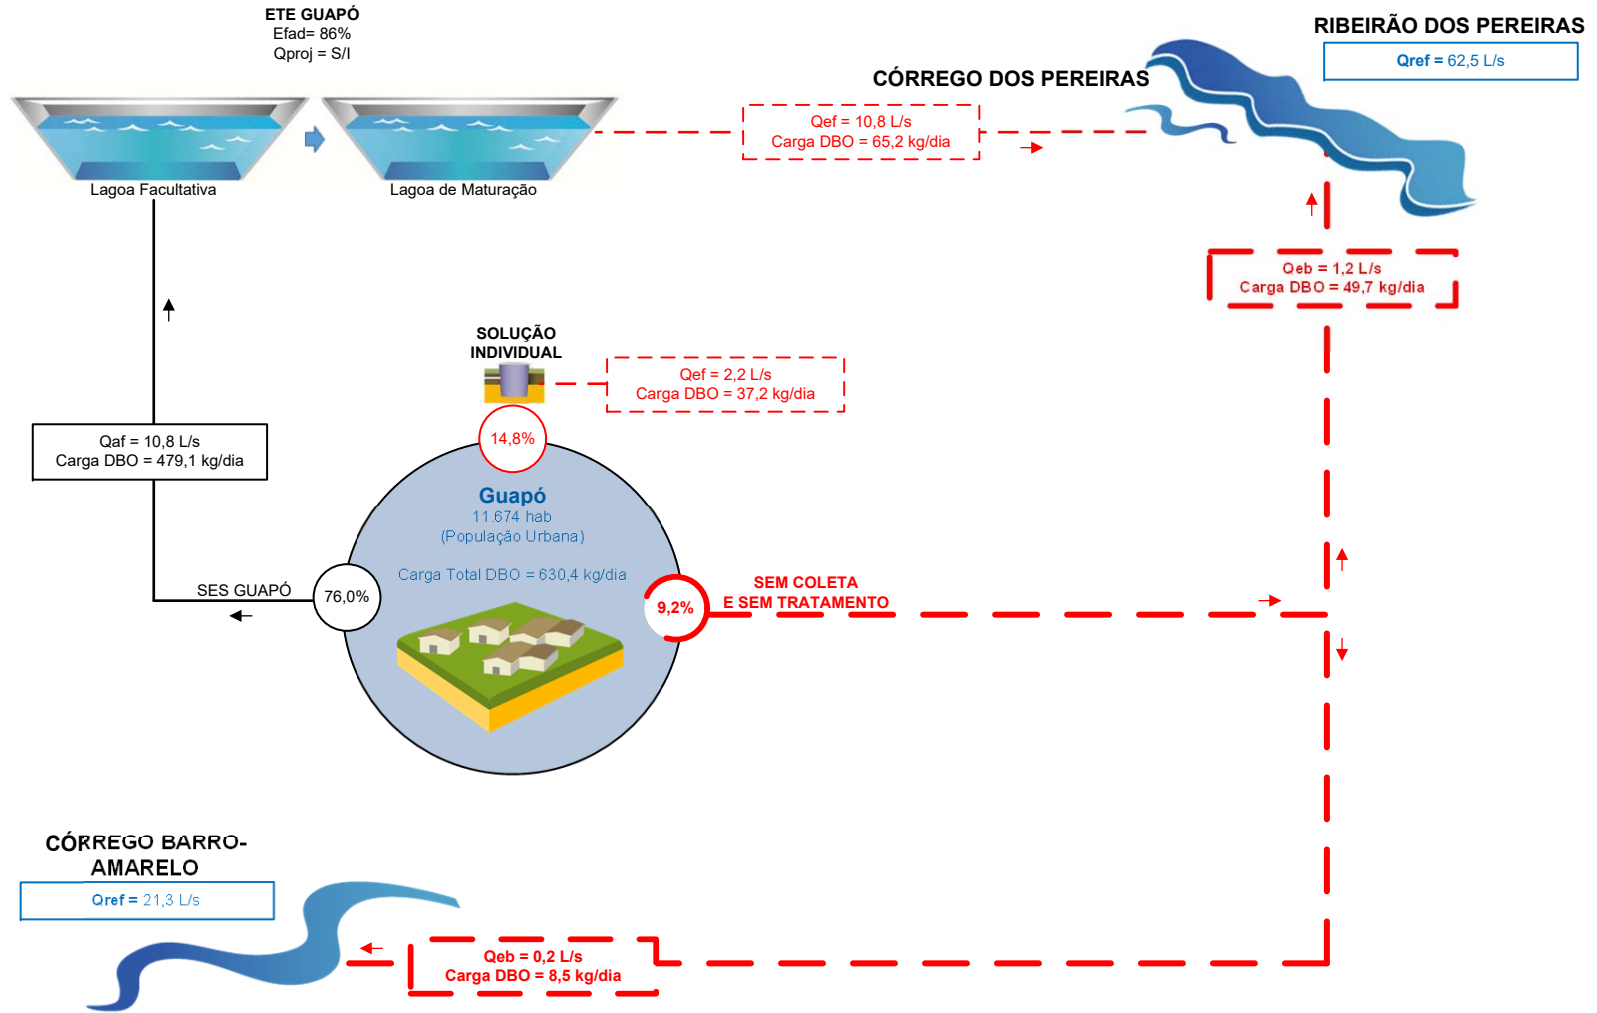 ETE GUAPÓ
Efad= 86%
Qproj = S/I
Lagoa Facultativa
Lagoa de Maturação
Qef = 10,8 L/s
Carga DBO = 65,2 kg/dia
CÓRREGO DOS PEREIRAS
RIBEIRÃO DOS PEREIRAS
Qref = 62,5 L/s
Qeb = 1,2 L/s
Carga DBO = 49,7 kg/dia
SOLUÇÃO
INDIVIDUAL
Qef = 2,2 L/s
Carga DBO = 37,2 kg/dia
14,8%
Qaf = 10,8 L/s
Carga DBO = 479,1 kg/dia
Guapó
11.674 hab
(População Urbana)
Carga Total DBO = 630,4 kg/dia
SES GUAPÓ
76,0%
9,2%
SEM COLETA
E SEM TRATAMENTO
CÓRREGO BARRO-
AMARELO
Qref = 21,3 L/s
Qeb = 0,2 L/s
Carga DBO = 8,5 kg/dia